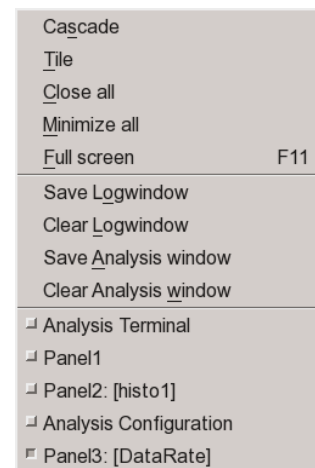 Cascade
Tile
Close all
Minimize all
Full screen F11
Save Logwindow
Clear Logwindow
Save Analysis window
Clear Analysis window
Analysis Terminal
Panel1
Panel2: [histo1]
Analysis Configuration
Panel3: [DataRate]